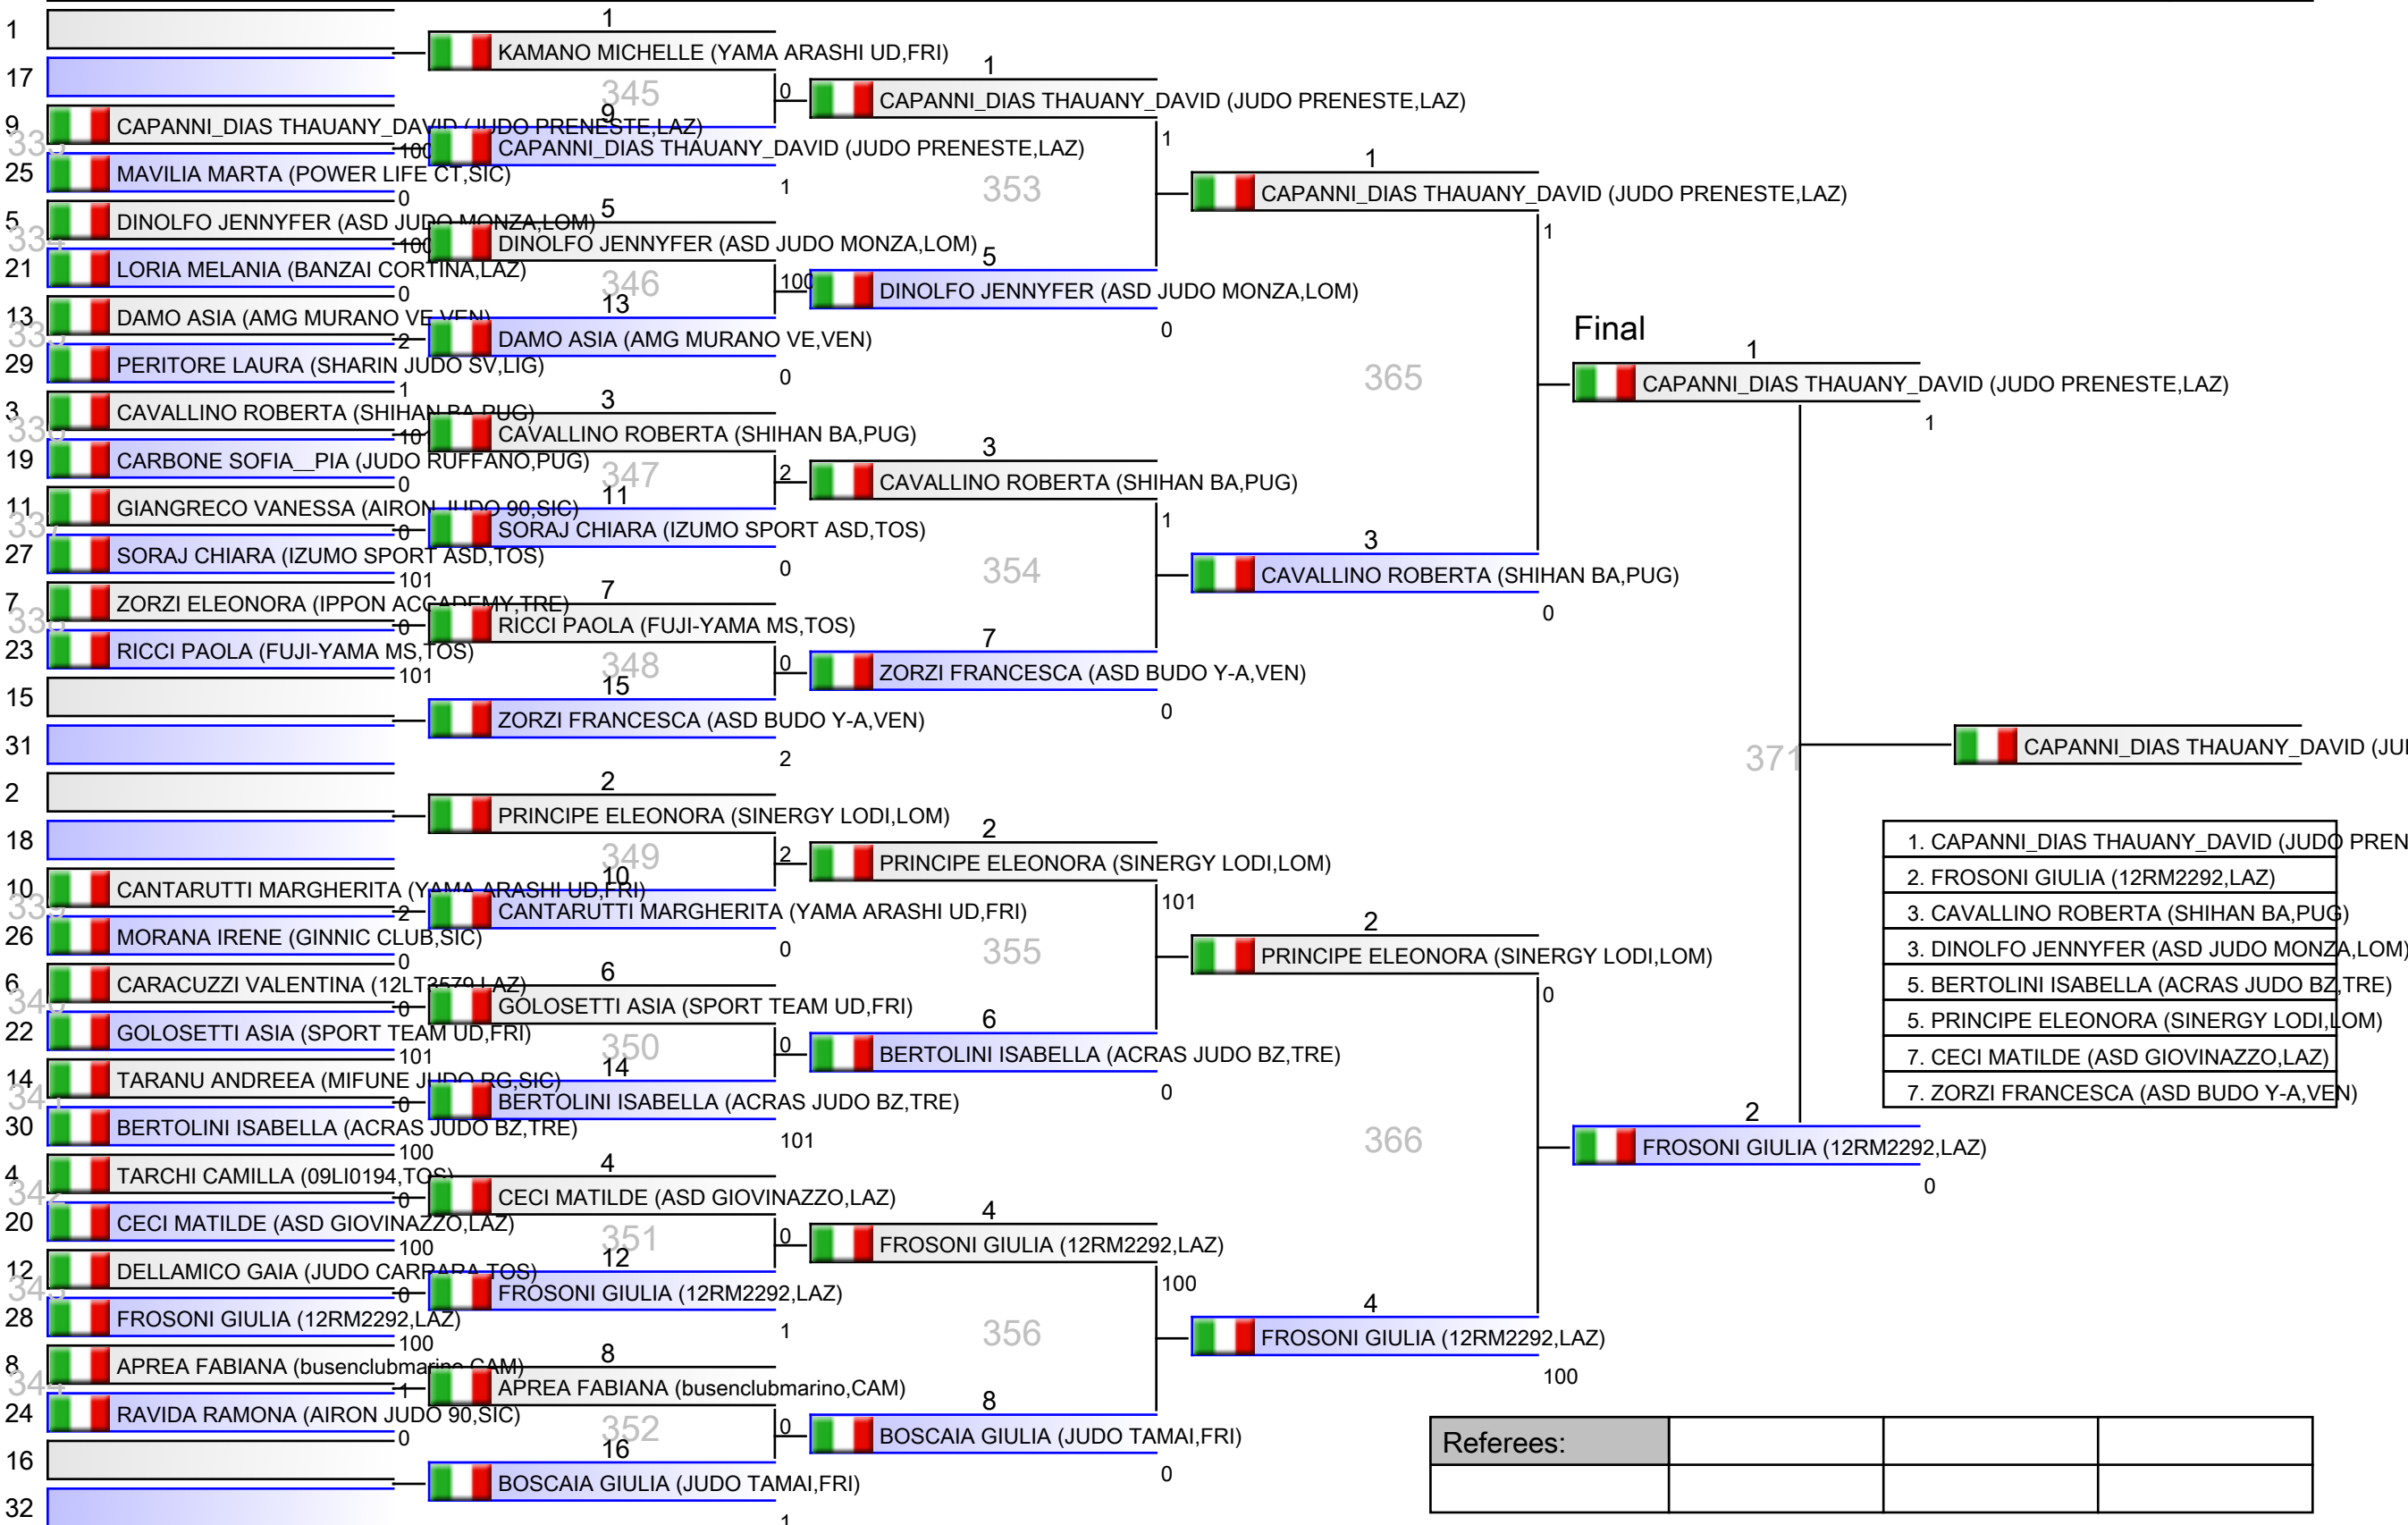 1
17
9
CAPANNI_DIAS THAUANY_DAVID (JUDO PRENESTE,LAZ)
100
25
MAVILIA MARTA (POWER LIFE CT,SIC)
0
5
DINOLFO JENNYFER (ASD JUDO MONZA,LOM)
334
100
21
LORIA MELANIA (BANZAI CORTINA,LAZ)
0
13
DAMO ASIA (AMG MURANO VE,VEN)
2
29
PERITORE LAURA (SHARIN JUDO SV,LIG)
1
3
CAVALLINO ROBERTA (SHIHAN BA,PUG)
19
CARBONE SOFIA__PIA (JUDO RUFFANO,PUG)
0
11
GIANGRECO VANESSA (AIRON JUDO 90,SIC)
0
27
SORAJ CHIARA (IZUMO SPORT ASD,TOS)
101
7
ZORZI ELEONORA (IPPON ACCADEMY,TRE)
0
23
RICCI PAOLA (FUJI-YAMA MS,TOS)
101
15
31
2
18
10
CANTARUTTI MARGHERITA (YAMA ARASHI UD,FRI)
339
2
26
MORANA IRENE (GINNIC CLUB,SIC)
0
6
CARACUZZI VALENTINA (12LT3579,LAZ)
0
22
GOLOSETTI ASIA (SPORT TEAM UD,FRI)
101
14
TARANU ANDREEA (MIFUNE JUDO RG,SIC)
0
30
BERTOLINI ISABELLA (ACRAS JUDO BZ,TRE)
100
4
TARCHI CAMILLA (09LI0194,TOS)
342
0
20
CECI MATILDE (ASD GIOVINAZZO,LAZ)
100
12
DELLAMICO GAIA (JUDO CARRARA,TOS)
0
28
FROSONI GIULIA (12RM2292,LAZ)
100
8
APREA FABIANA (busenclubmarino,CAM)
344
1
24
RAVIDA RAMONA (AIRON JUDO 90,SIC)
0
16
32
1
KAMANO MICHELLE (YAMA ARASHI UD,FRI)
345
0
9
CAPANNI_DIAS THAUANY_DAVID (JUDO PRENESTE,LAZ)
1
5
DINOLFO JENNYFER (ASD JUDO MONZA,LOM)
346
100
13
DAMO ASIA (AMG MURANO VE,VEN)
0
3
CAVALLINO ROBERTA (SHIHAN BA,PUG)
347
2
11
SORAJ CHIARA (IZUMO SPORT ASD,TOS)
0
7
RICCI PAOLA (FUJI-YAMA MS,TOS)
348
0
15
ZORZI FRANCESCA (ASD BUDO Y-A,VEN)
2
2
PRINCIPE ELEONORA (SINERGY LODI,LOM)
349
2
10
CANTARUTTI MARGHERITA (YAMA ARASHI UD,FRI)
0
6
GOLOSETTI ASIA (SPORT TEAM UD,FRI)
350
0
14
BERTOLINI ISABELLA (ACRAS JUDO BZ,TRE)
101
4
CECI MATILDE (ASD GIOVINAZZO,LAZ)
351
0
12
FROSONI GIULIA (12RM2292,LAZ)
1
8
APREA FABIANA (busenclubmarino,CAM)
352
0
16
BOSCAIA GIULIA (JUDO TAMAI,FRI)
1
1
CAPANNI_DIAS THAUANY_DAVID (JUDO PRENESTE,LAZ)
1
353
5
DINOLFO JENNYFER (ASD JUDO MONZA,LOM)
0
3
CAVALLINO ROBERTA (SHIHAN BA,PUG)
1
354
7
ZORZI FRANCESCA (ASD BUDO Y-A,VEN)
0
2
PRINCIPE ELEONORA (SINERGY LODI,LOM)
101
355
6
BERTOLINI ISABELLA (ACRAS JUDO BZ,TRE)
0
4
FROSONI GIULIA (12RM2292,LAZ)
100
356
8
BOSCAIA GIULIA (JUDO TAMAI,FRI)
0
1
CAPANNI_DIAS THAUANY_DAVID (JUDO PRENESTE,LAZ)
1
365
3
CAVALLINO ROBERTA (SHIHAN BA,PUG)
0
2
PRINCIPE ELEONORA (SINERGY LODI,LOM)
0
366
4
FROSONI GIULIA (12RM2292,LAZ)
100
Final
1
CAPANNI_DIAS THAUANY_DAVID (JUDO PRENESTE,LAZ)
1
371
2
FROSONI GIULIA (12RM2292,LAZ)
0
CAPANNI_DIAS THAUANY_DAVID (JU
1. CAPANNI_DIAS THAUANY_DAVID (JUDO PREN
2. FROSONI GIULIA (12RM2292,LAZ)
3. CAVALLINO ROBERTA (SHIHAN BA,PUG)
3. DINOLFO JENNYFER (ASD JUDO MONZA,LOM)
5. BERTOLINI ISABELLA (ACRAS JUDO BZ,TRE)
5. PRINCIPE ELEONORA (SINERGY LODI,LOM)
7. CECI MATILDE (ASD GIOVINAZZO,LAZ)
7. ZORZI FRANCESCA (ASD BUDO Y-A,VEN)
Referees: